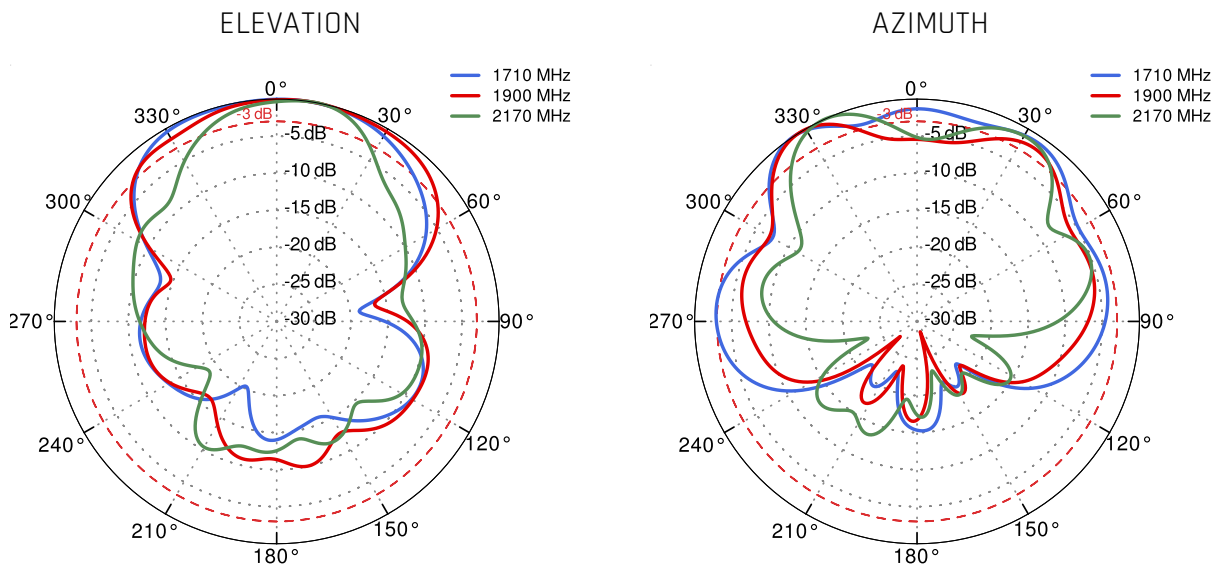 ELEVATION
1710 MHz
1900 MHz
2170 MHz
0°
330°
-3 dB
30°
-5 dB
-10 dB
300°
60°
-15 dB
-20 dB
-25 dB
270°
-30 dB
90°
240°
120°
210°
150°
180°
AZIMUTH
1710 MHz
1900 MHz
2170 MHz
0°
330°
-3 dB
30°
-5 dB
-10 dB
300°
60°
-15 dB
-20 dB
-25 dB
270°
-30 dB
90°
240°
120°
210°
150°
180°